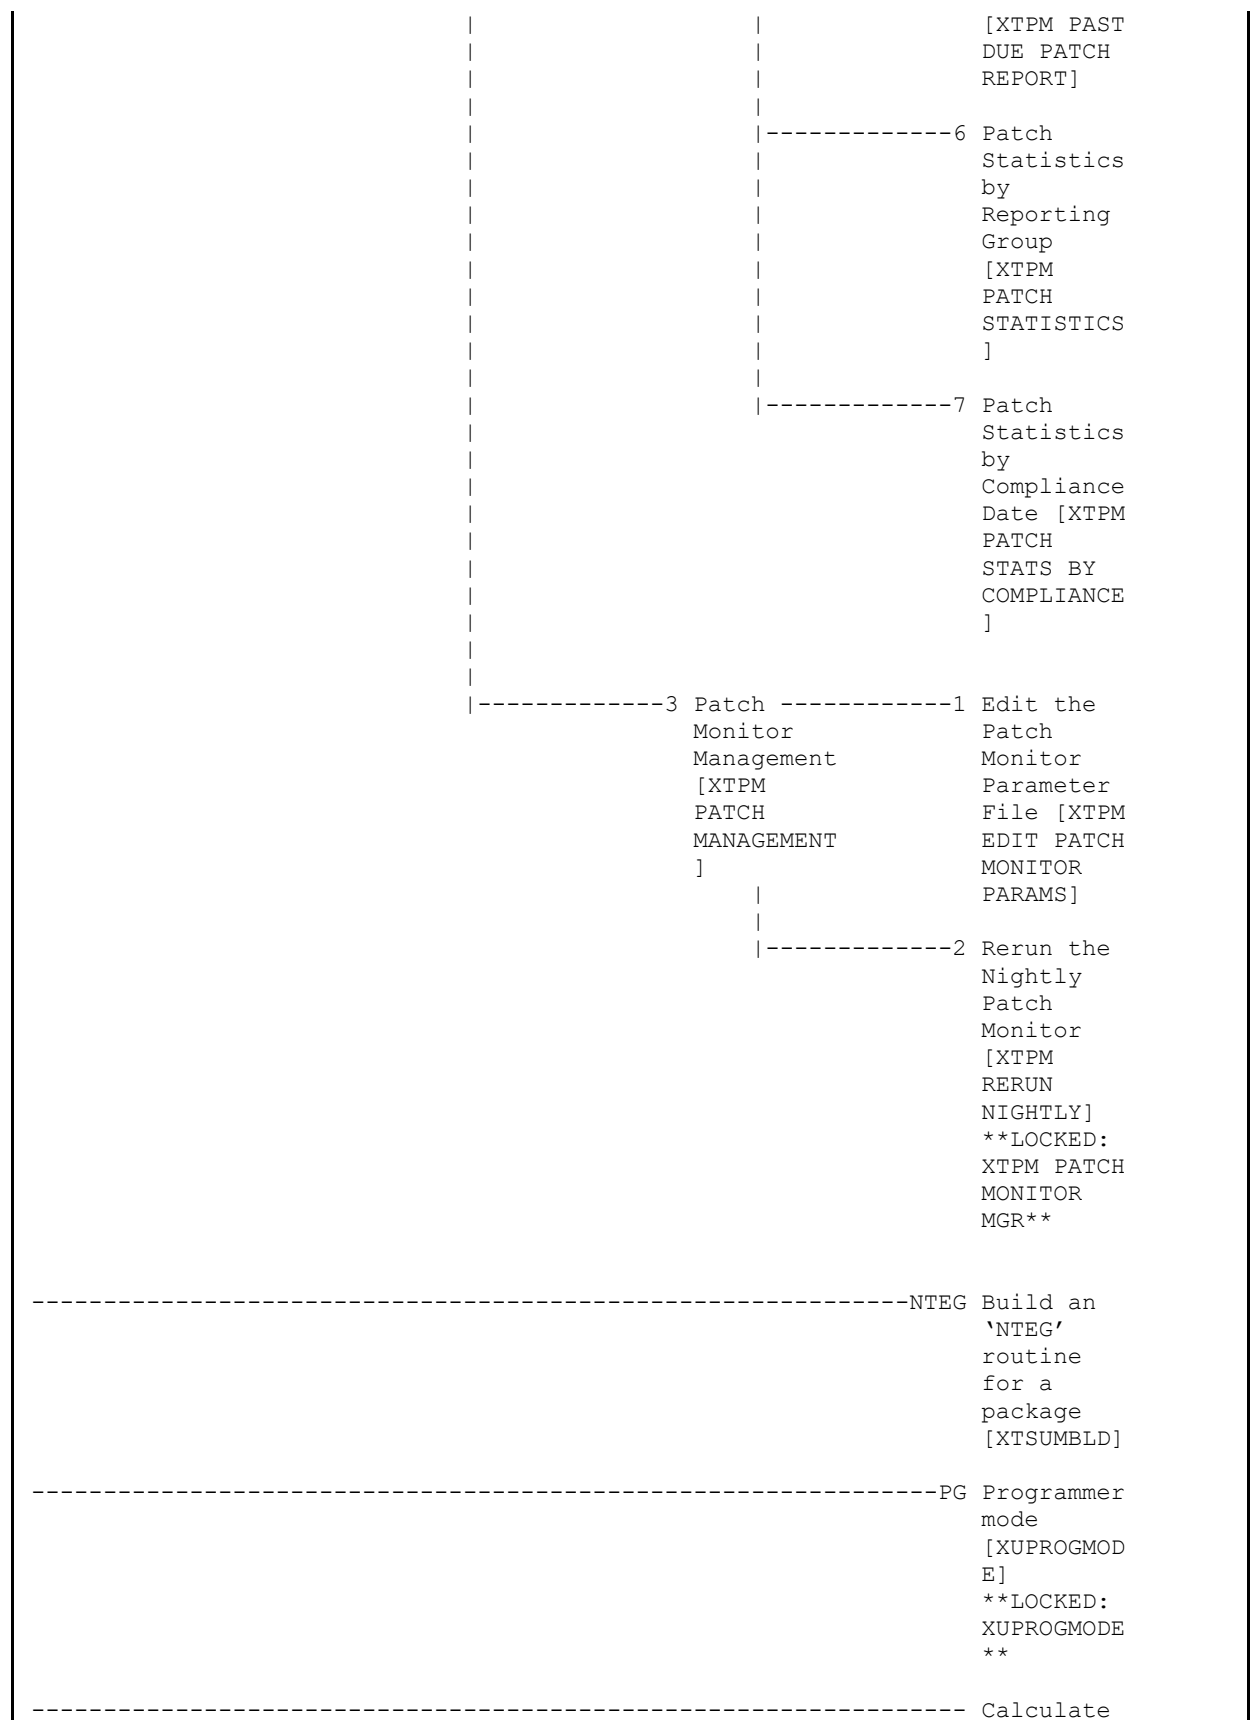 |                   |               [XTPM PAST
|                   |               DUE PATCH
|                   |               REPORT]
|                   |
|                   |-------------6 Patch
|                   |               Statistics
|                   |               by
|                   |               Reporting
|                   |               Group
|                   |               [XTPM
|                   |               PATCH
|                   |               STATISTICS
|                   |               ]
|                   |
|                   |-------------7 Patch
|                                   Statistics
|                                   by
|                                   Compliance
|                                   Date [XTPM
|                                   PATCH
|                                   STATS BY
|                                   COMPLIANCE
|                                   ]
|
|
|-------------3 Patch ------------1 Edit the
Monitor             Patch
Management          Monitor
[XTPM               Parameter
PATCH               File [XTPM
MANAGEMENT          EDIT PATCH
]                   MONITOR
|               PARAMS]
|
|-------------2 Rerun the
Nightly
Patch
Monitor
[XTPM
RERUN
NIGHTLY]
**LOCKED:
XTPM PATCH
MONITOR
MGR**
-------------------------------------------------------------NTEG Build an
‘NTEG’
routine
for a
package
[XTSUMBLD]
---------------------------------------------------------------PG Programmer
mode
[XUPROGMOD
E]
**LOCKED:
XUPROGMODE
**
----------------------------------------------------------------- Calculate